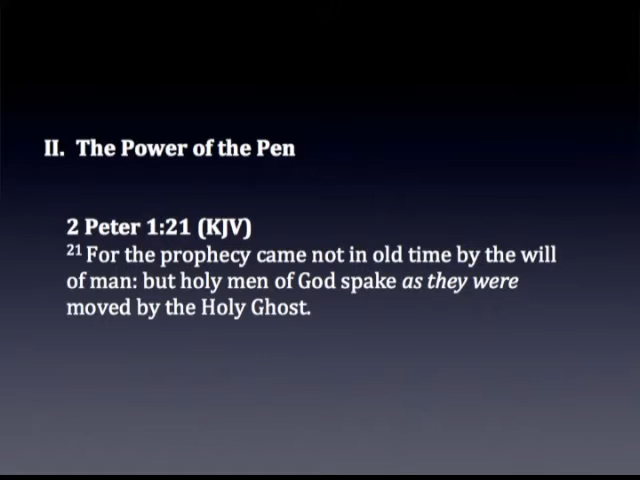 II. The Power of the Pen
2 Peter 1:21 (KJV)
21 For the prophecy came not in old time by the will
of man: but holy men of God spake as they were
moved by the Holy Ghost.